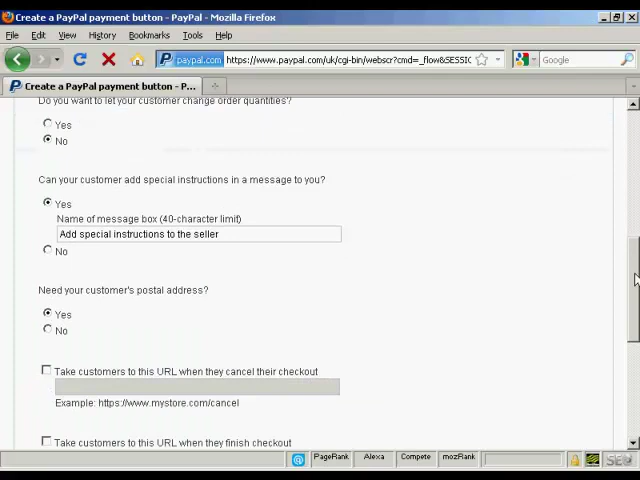 Create a PayPal payment button - PayPal - Mozilla Firefox
File Edit View History Bookmarks Tools Help
paypal.com https://www.paypal.com/uk/cgi-bin/webscr?cmd=_flow&SESSIO
Google
Create a PayPal payment button - P...
Do you want to let your customer change order quantities?
Yes
No
Can your customer add special instructions in a message to you?
Yes
Name of message box (40-character limit)
Add special instructions to the seller
No
Need your customer's postal address?
Yes
No
Take customers to this URL when they cancel their checkout
Example: https://www.mystore.com/cancel
Take customers to this URL when they finish checkout
PageRank Alexa Compete mozRank